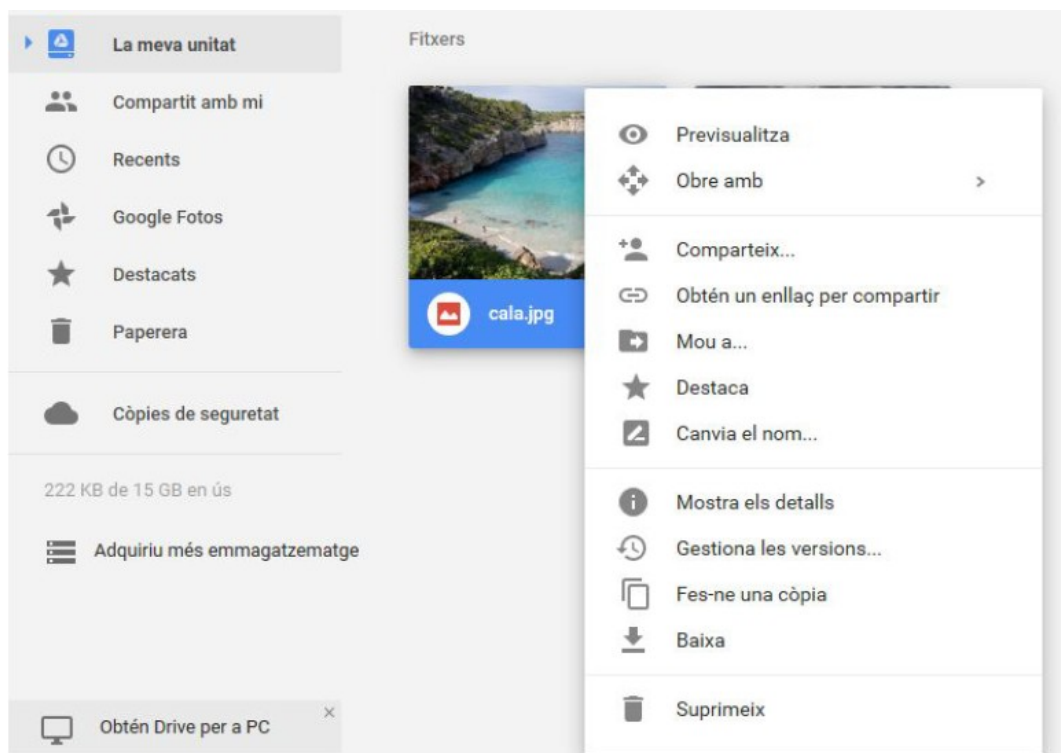 La meva unitat
Compartit amb mi
Recents
Google Fotos
Destacats
Paperera
Còpies de seguretat
222 KB de 15 GB en ús
Adquiriu més emmagatzematge
Obtén Drive per a PC
Fitxers
cala.jpg
Previsualitza
Obre amb
Comparteix...
Obtén un enllaç per compartir
Mou a...
Destaca
Canvia el nom...
Mostra els detalls
Gestiona les versions...
Fes-ne una còpia
Baixa
Suprimeix